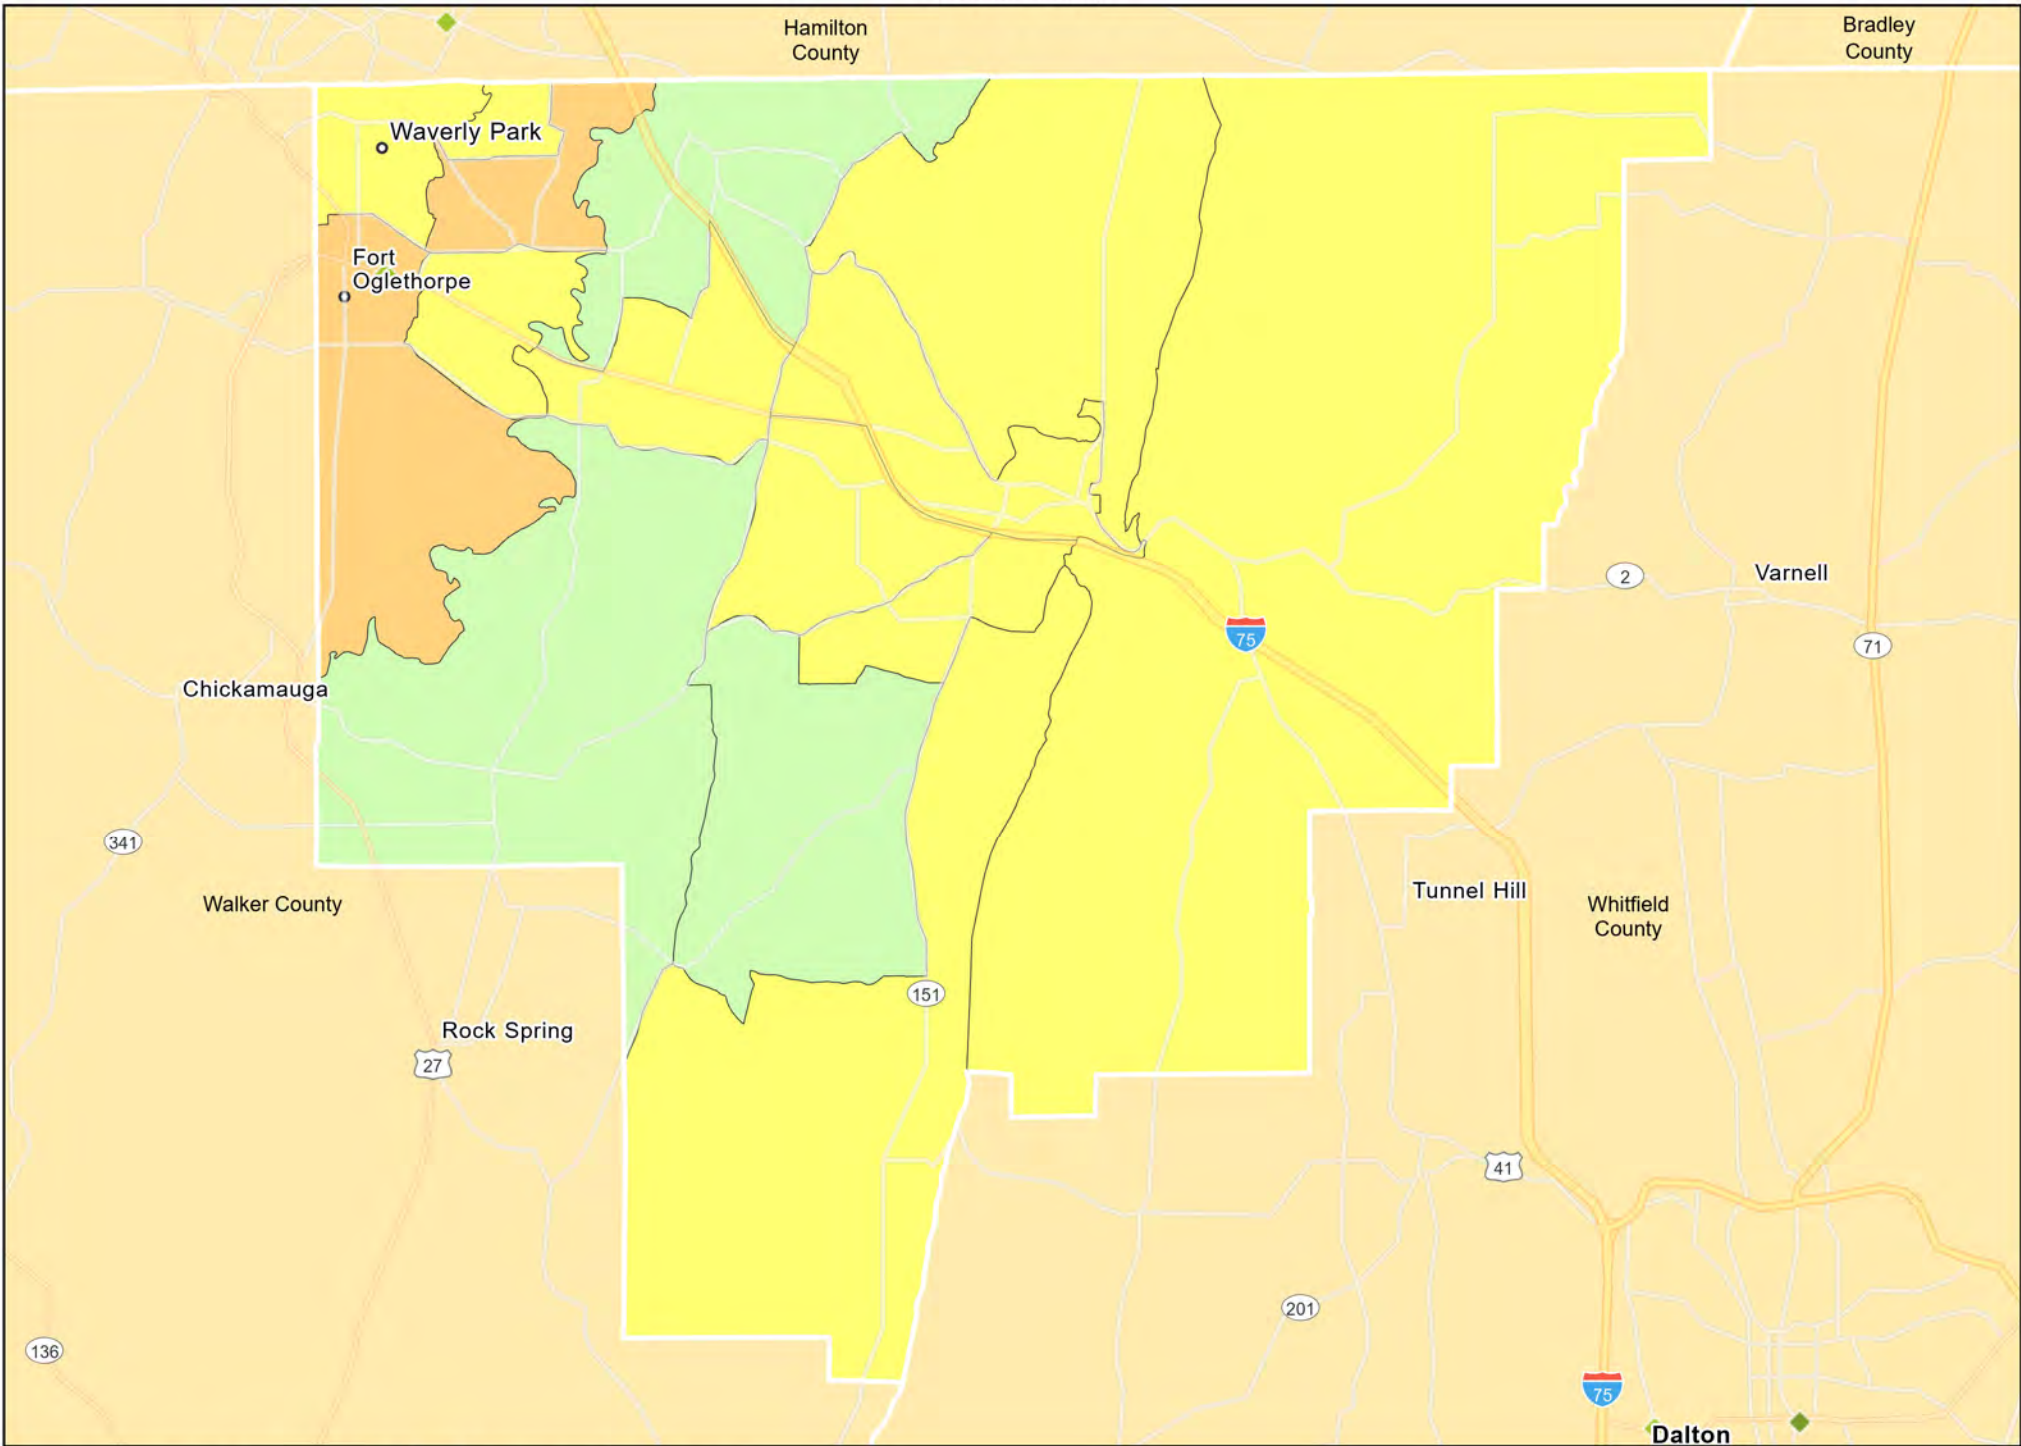 Hamilton
County
Bradley
County
Waverly Park
Fort
Oglethorpe
2
Varnell
75
71
Chickamauga
341
Tunnel Hill
Walker County
Whitfield
County
151
Rock Spring
27
41
201
136
75
Dalton